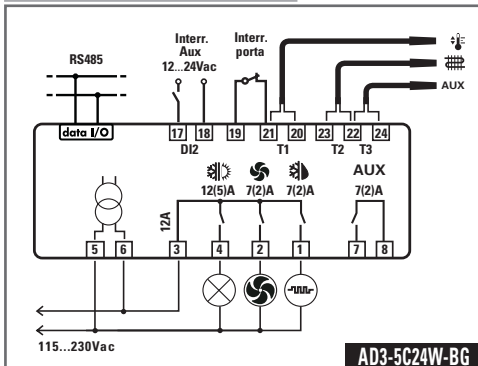 RS485
Interr.
Aux
12...24Vac
Interr.
porta
AUX
data I/O
17 18 19 21 20 23 22 24
DI2 T1 T2 T3
AUX
12(5)A 7(2)A 7(2)A 7(2)A
12A
5 6 3 4 2 1 7 8
115...230Vac
AD3-5C24W-BG